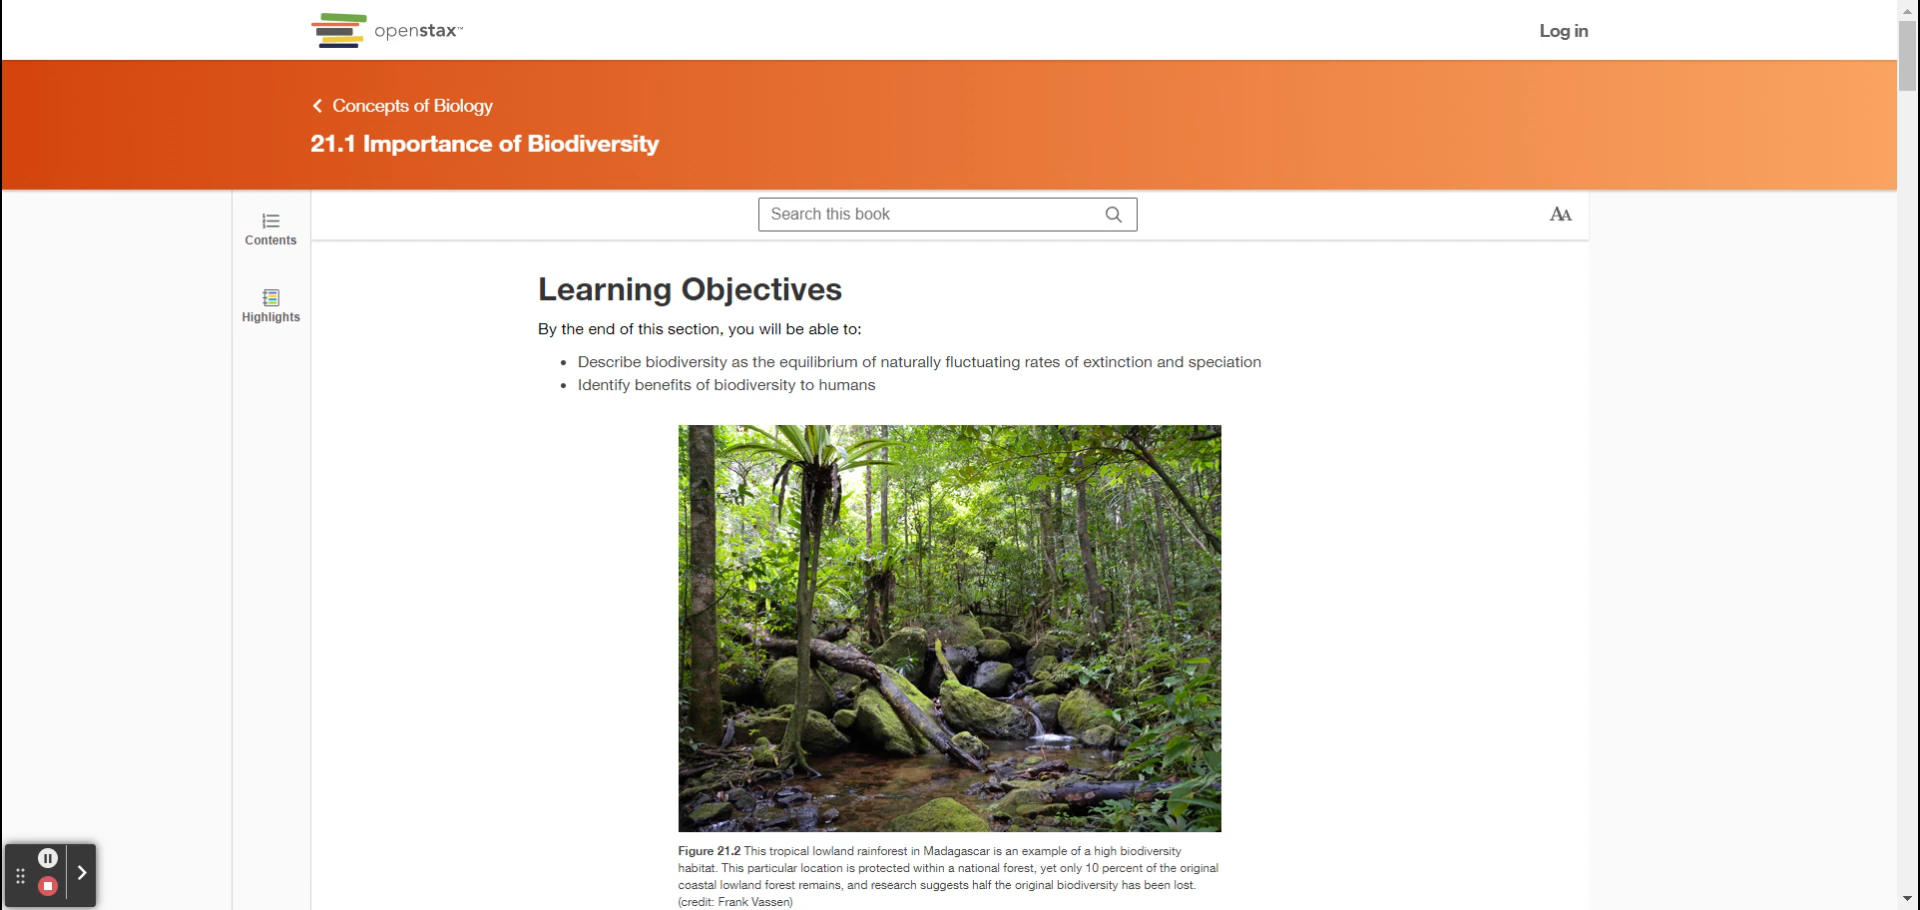 openstax™
Log in
Concepts of Biology
21.1 Importance of Biodiversity
Contents
Highlights
Search this book
AA
Learning Objectives
By the end of this section, you will be able to:
• Describe biodiversity as the equilibrium of naturally fluctuating rates of extinction and speciation
• Identify benefits of biodiversity to humans
Figure 21.2 This tropical lowland rainforest in Madagascar is an example of a high biodiversity
habitat. This particular location is protected within a national forest, yet only 10 percent of the original
coastal lowland forest remains, and research suggests half the original biodiversity has been lost.
(credit: Frank Vassen)